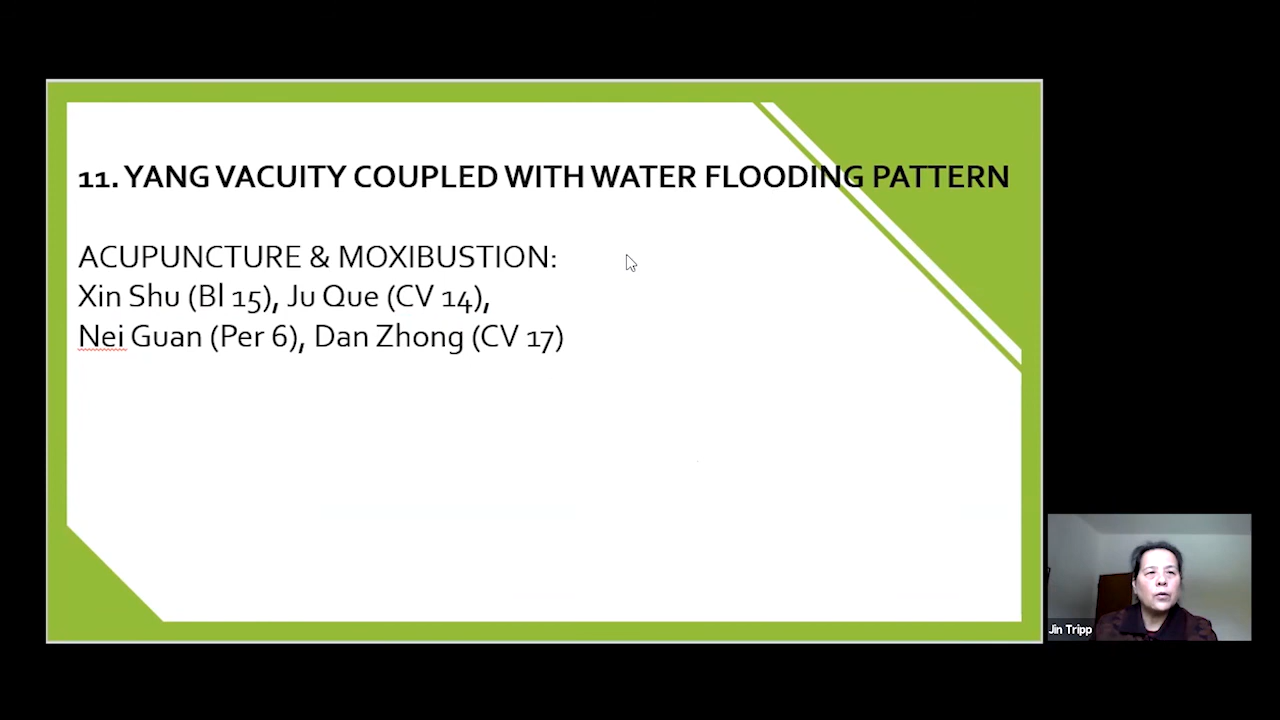 11. YANG VACUITY COUPLED WITH WATER FLOODING PATTERN
ACUPUNCTURE & MOXIBUSTION:
Xin Shu (Bl 15), Ju Que (CV 14),
Nei Guan (Per 6), Dan Zhong (CV 17)
Jin Tripp